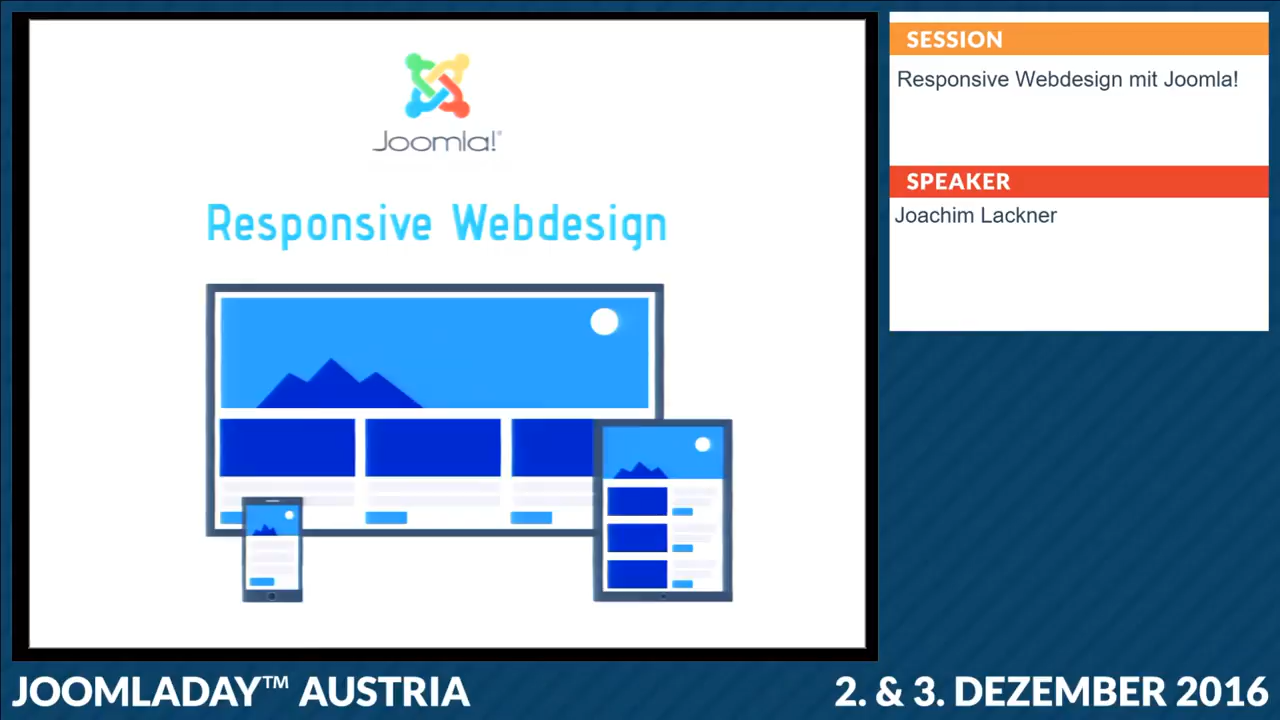 Joomla!®
Responsive Webdesign
SESSION
Responsive Webdesign mit Joomla!
SPEAKER
Joachim Lackner
JOOMLADAY™ AUSTRIA
2. & 3. DEZEMBER 2016